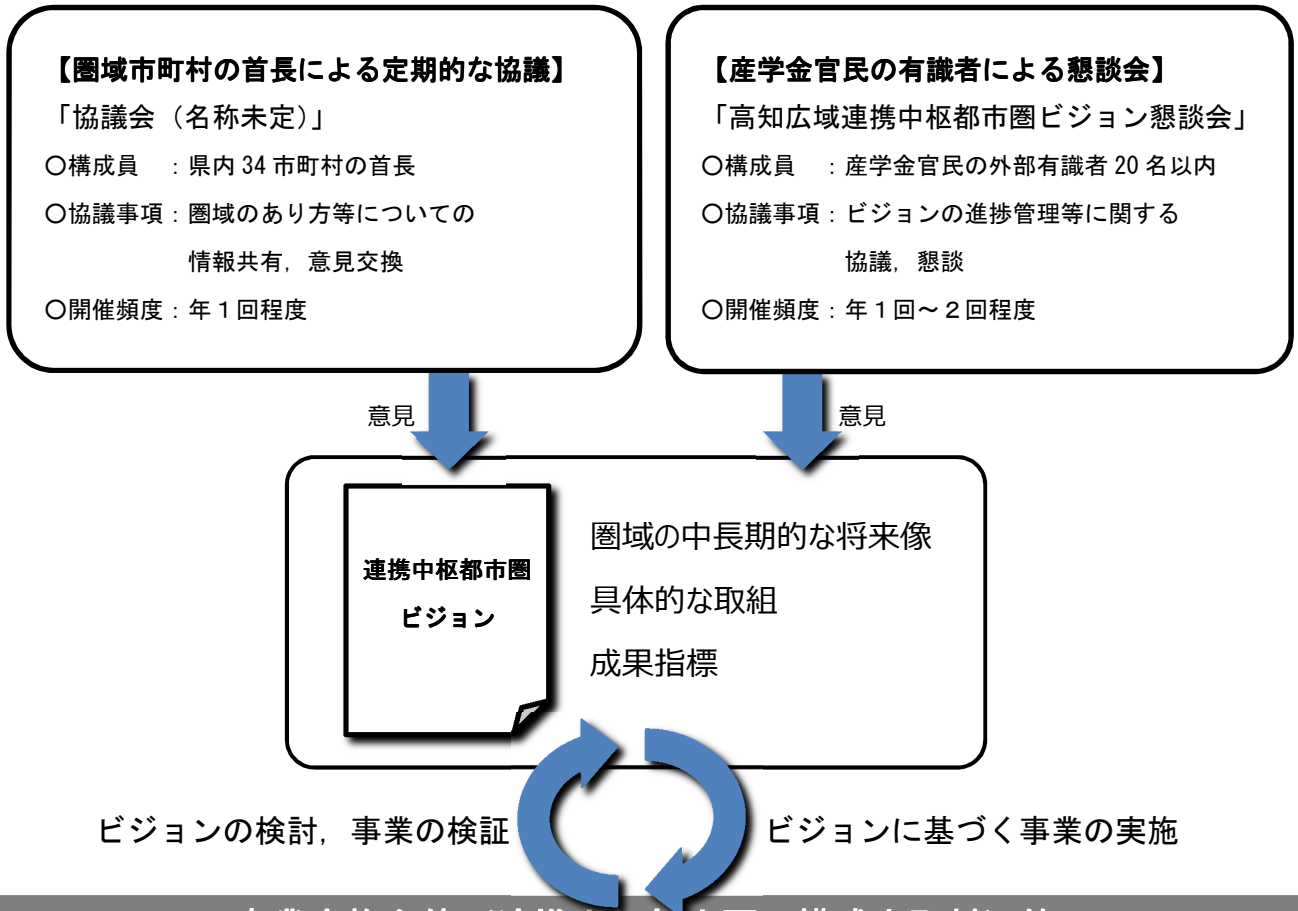 【圏域市町村の首長による定期的な協議】
「協議会（名称未定）」
〇構成員　：県内 34 市町村の首長
〇協議事項：圏域のあり方等についての
情報共有，意見交換
〇開催頻度：年１回程度
【産学金官民の有識者による懇談会】
「高知広域連携中枢都市圏ビジョン懇談会」
〇構成員　：産学金官民の外部有識者 20 名以内
〇協議事項：ビジョンの進捗管理等に関する
協議，懇談
〇開催頻度：年１回～２回程度
意見
意見
連携中枢都市圏
ビジョン
圏域の中長期的な将来像
具体的な取組
成果指標
ビジョンの検討，事業の検証
ビジョンに基づく事業の実施